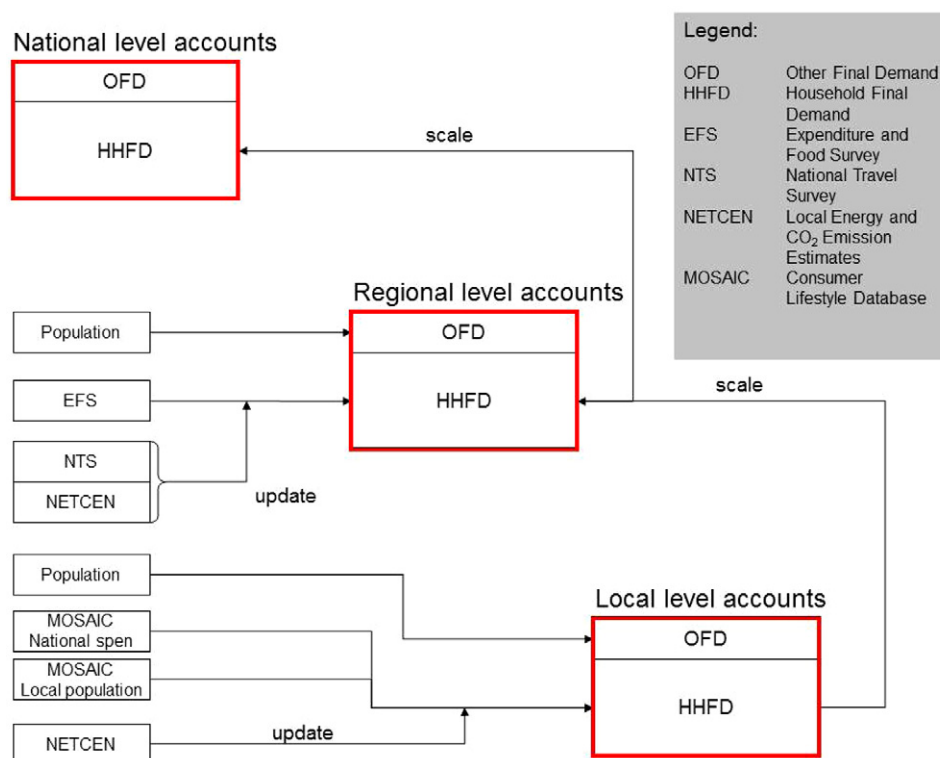 National level accounts
OFD
HHFD
scale
Legend:
OFD Other Final Demand
HHFD Household Final
Demand
EFS Expenditure and
Food Survey
NTS National Travel
Survey
NETCEN Local Energy and
CO₂ Emission
Estimates
MOSAIC Consumer
Lifestyle Database
Regional level accounts
Population
OFD
EFS
HHFD
scale
NTS
NETCEN
update
Population
Local level accounts
MOSAIC
National spen
OFD
MOSAIC
Local population
HHFD
NETCEN
update